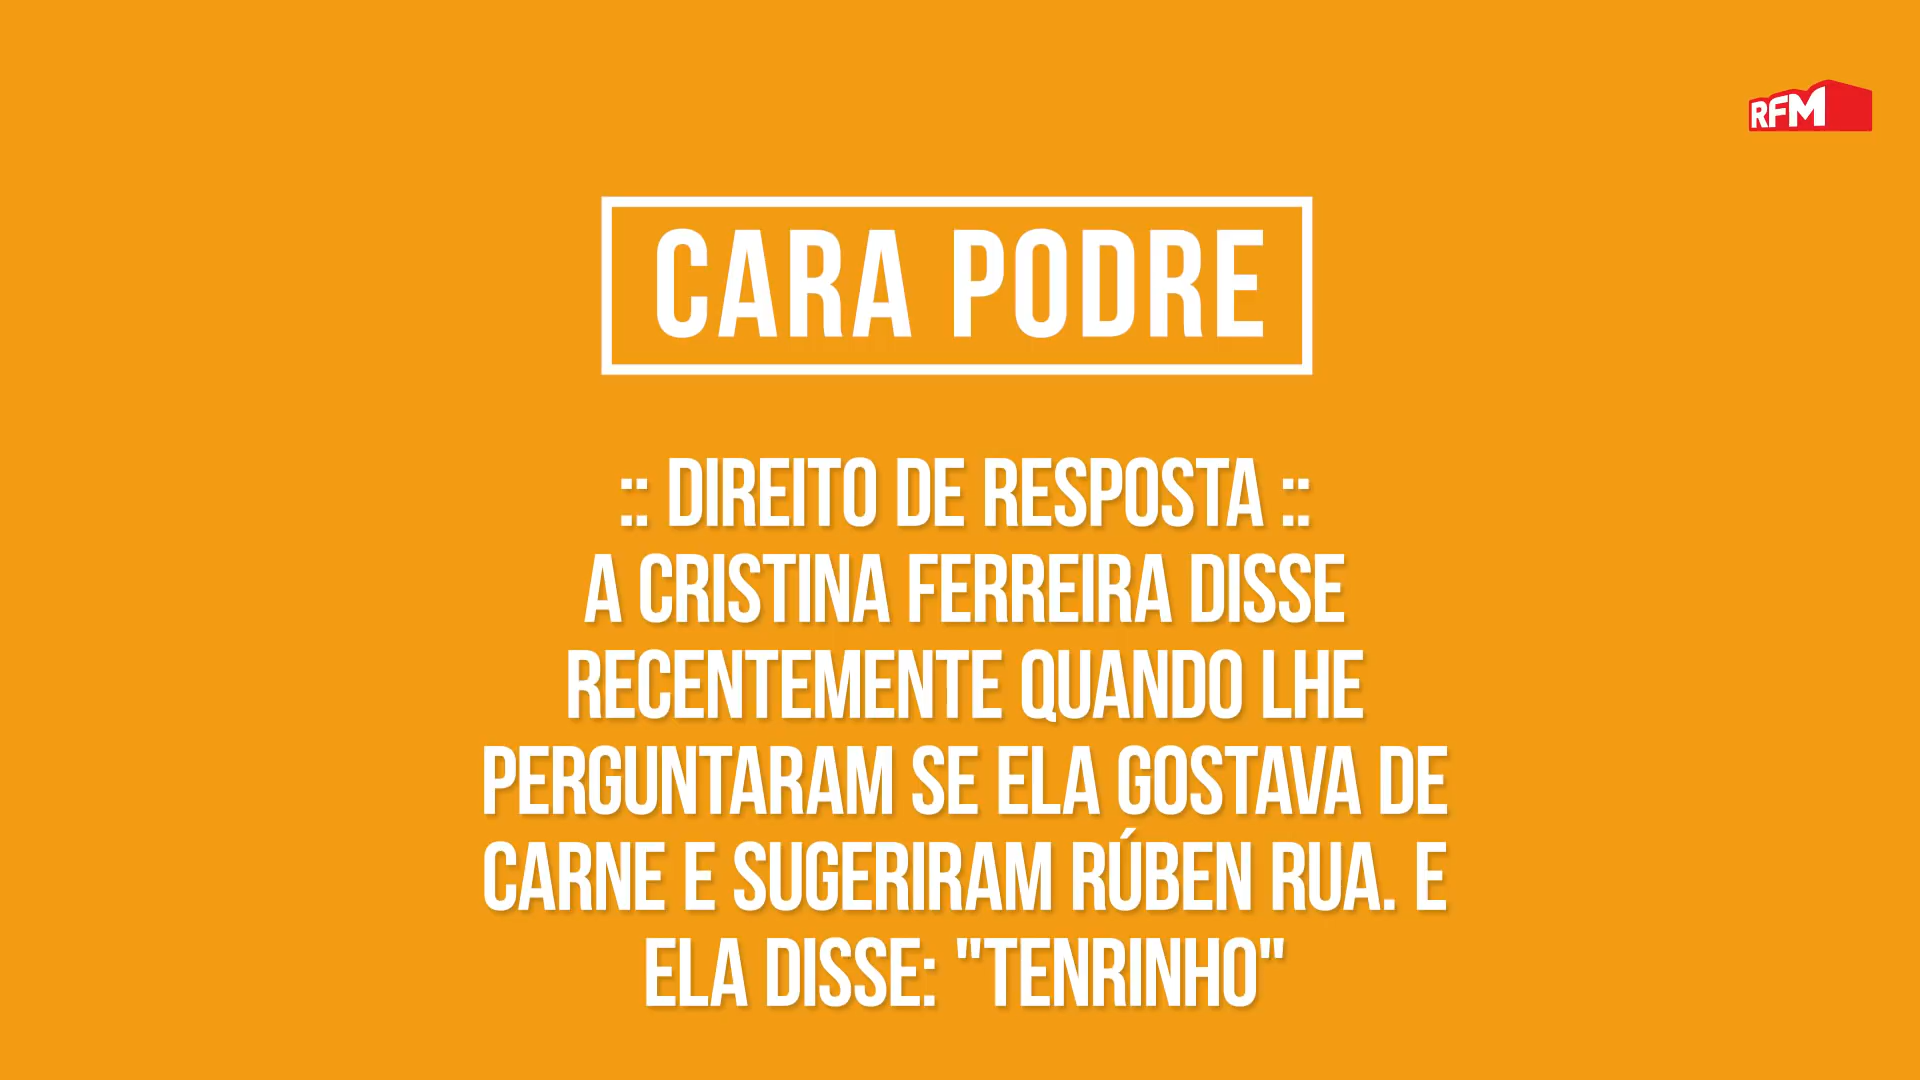 RFM
CARA PODRE
:: DIREITO DE RESPOSTA ::
A CRISTINA FERREIRA DISSE
RECENTEMENTE QUANDO LHE
PERGUNTARAM SE ELA GOSTAVA DE
CARNE E SUGERIRAM RÚBEN RUA. E
ELA DISSE: "TENRINHO"